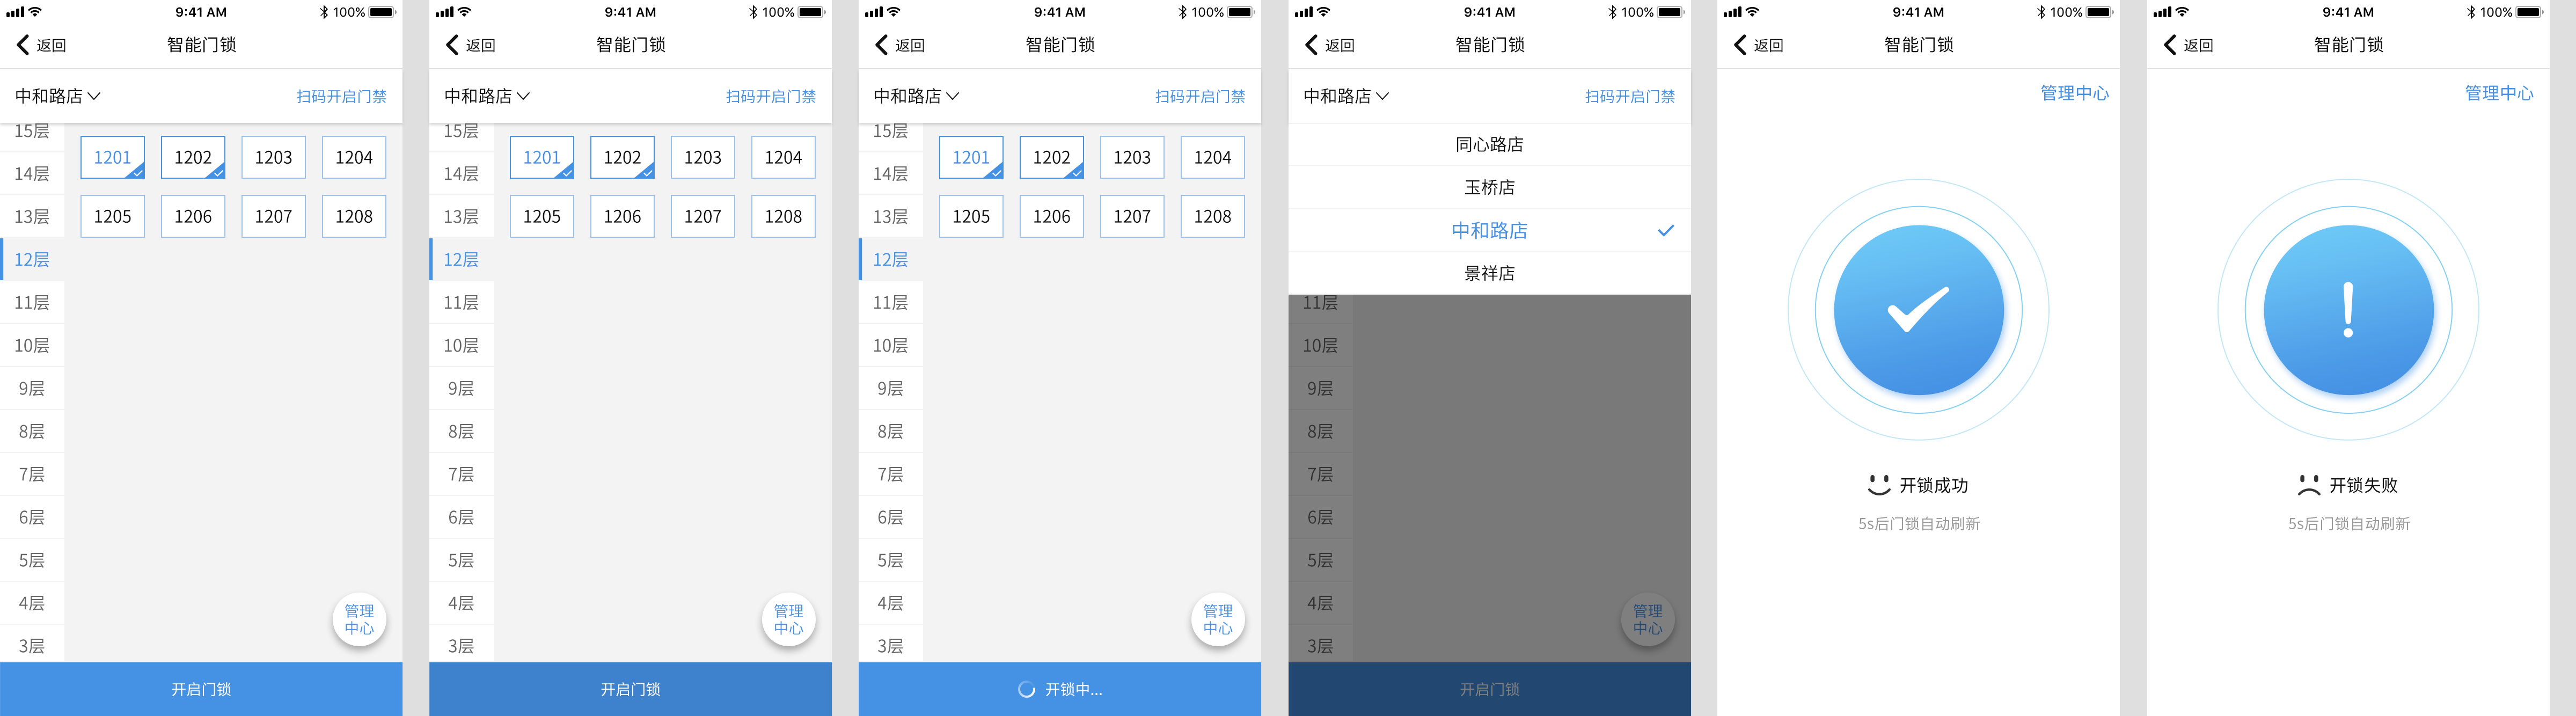 9:41 AM
100%
返回
智能门锁
中和路店
扫码开启门禁
15层
14层
13层
12层
11层
10层
9层
8层
7层
6层
5层
4层
3层
1201
1202
1203
1204
1205
1206
1207
1208
管理
中心
开启门锁
9:41 AM
100%
返回
智能门锁
中和路店
扫码开启门禁
15层
14层
13层
12层
11层
10层
9层
8层
7层
6层
5层
4层
3层
1201
1202
1203
1204
1205
1206
1207
1208
管理
中心
开启门锁
9:41 AM
100%
返回
智能门锁
中和路店
扫码开启门禁
15层
14层
13层
12层
11层
10层
9层
8层
7层
6层
5层
4层
3层
1201
1202
1203
1204
1205
1206
1207
1208
管理
中心
开锁中...
9:41 AM
100%
返回
智能门锁
中和路店
扫码开启门禁
同心路店
玉桥店
中和路店
景祥店
11层
10层
9层
8层
7层
6层
5层
4层
3层
管理
中心
开启门锁
9:41 AM
100%
返回
智能门锁
管理中心
开锁成功
5s后门锁自动刷新
9:41 AM
100%
返回
智能门锁
管理中心
开锁失败
5s后门锁自动刷新